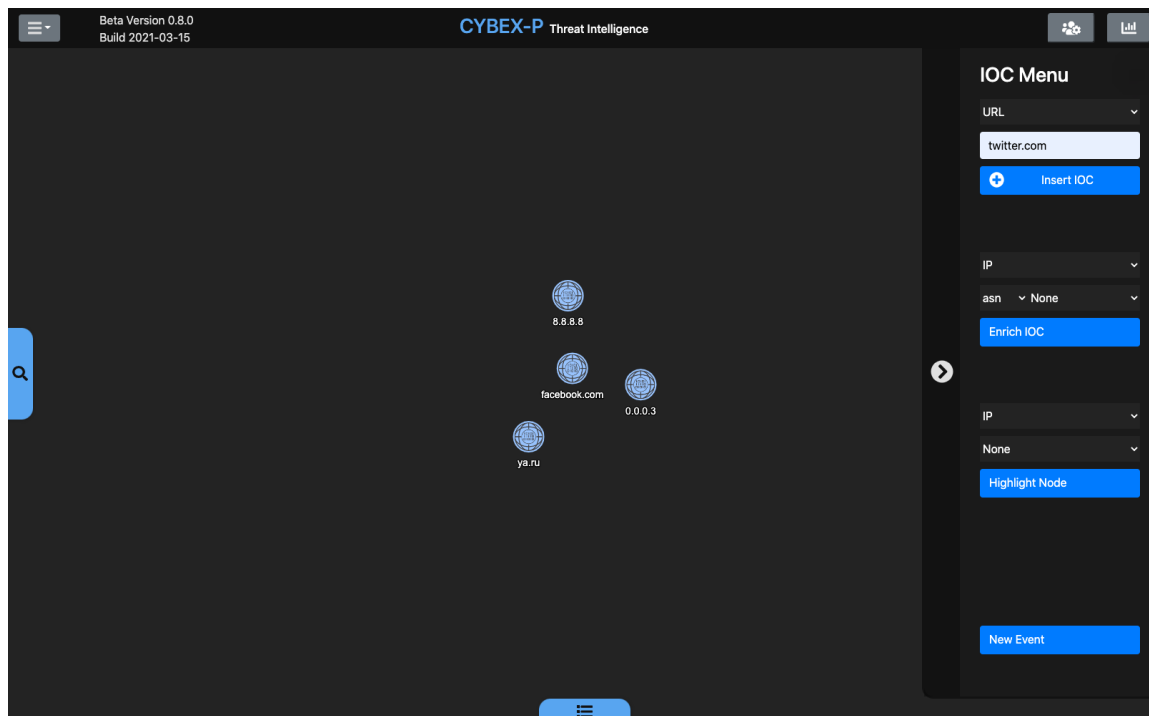 Beta Version 0.8.0
Build 2021-03-15
CYBEX-P Threat Intelligence
IOC Menu
URL
twitter.com
Insert IOC
IP
asn None
Enrich IOC
IP
None
Highlight Node
New Event
8.8.8.8
facebook.com
0.0.0.3
ya.ru